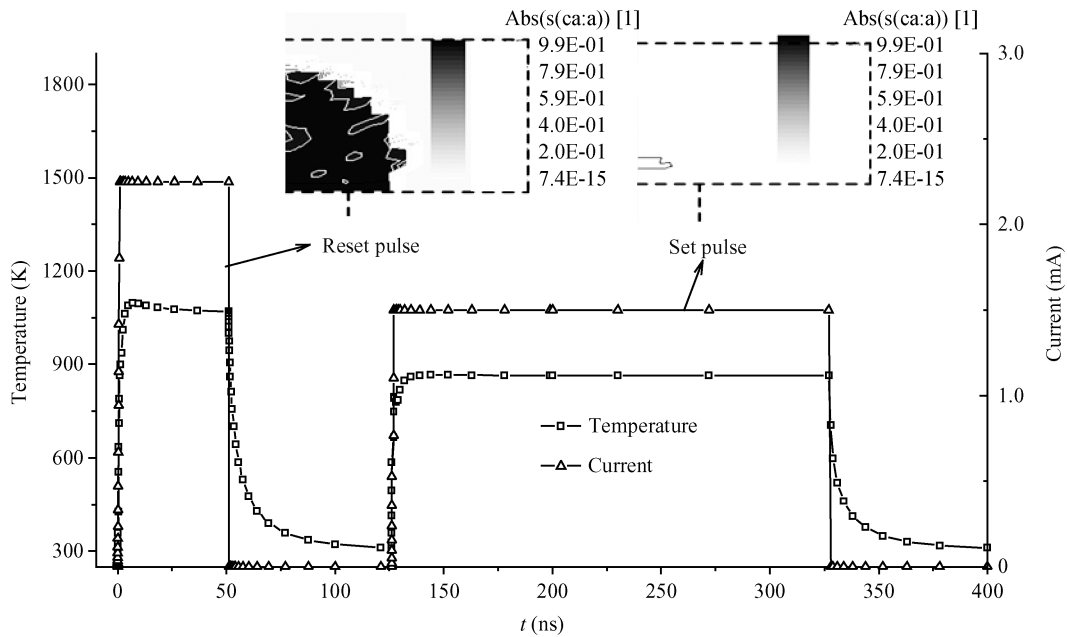 Abs(s(ca:a)) [1]
9.9E-01
7.9E-01
5.9E-01
4.0E-01
2.0E-01
7.4E-15
Abs(s(ca:a)) [1]
9.9E-01
7.9E-01
5.9E-01
4.0E-01
2.0E-01
7.4E-15
Reset pulse
Set pulse
Temperature
Current
Temperature (K)
1800
1500
1200
900
600
300
Current (mA)
3.0
2.0
1.0
0
0
50
100
150
200
250
300
350
400
t (ns)